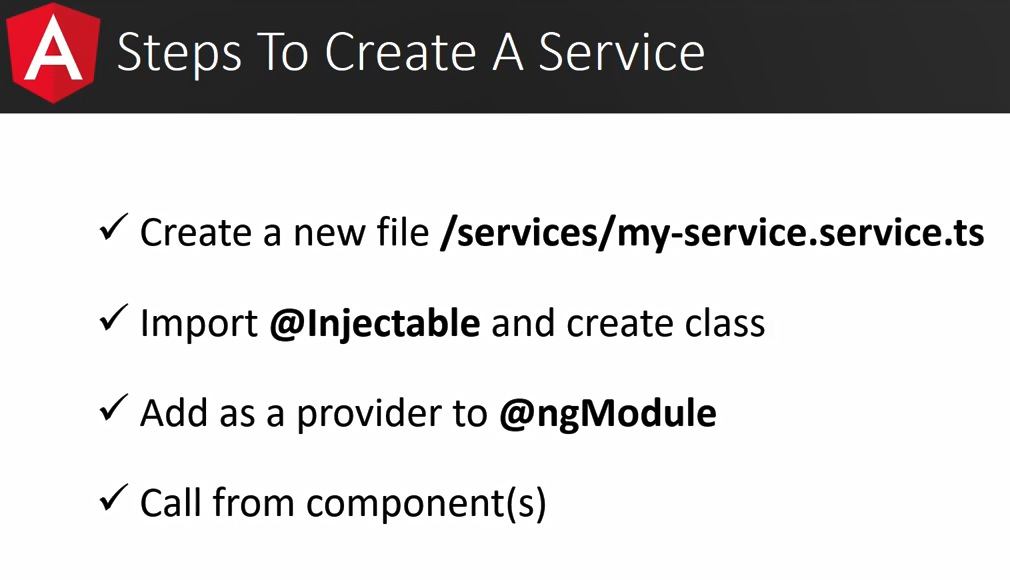 A
Steps To Create A Service
✓ Create a new file /services/my-service.service.ts
✓ Import @Injectable and create class
✓ Add as a provider to @ngModule
✓ Call from component(s)